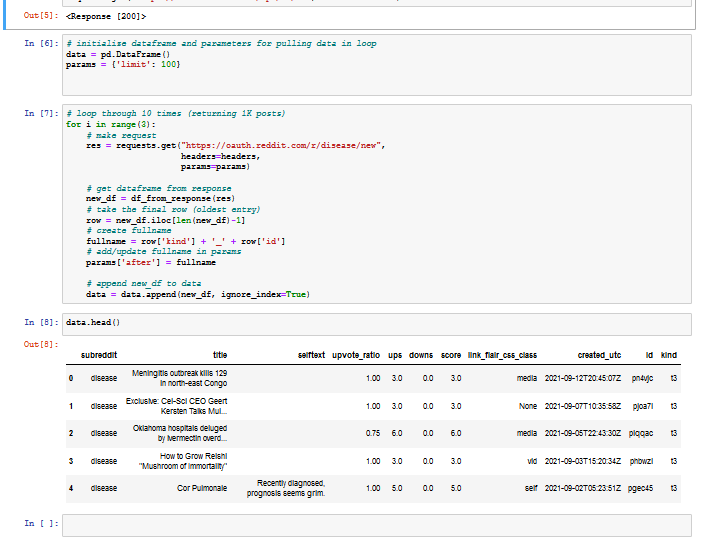 Out[5]: <Response [200]>
In [6]: # initialize dataframe and parameters for pulling data in loop
data = pd.DataFrame()
params = {'limit': 100}
In [7]: # loop through 10 times (returning 1K posts)
for i in range(3):
# make request
res = requests.get("https://oauth.reddit.com/r/disease/new",
headers=headers,
params=params)
# get dataframe from response
new_df = df_from_response(res)
# take the final row (oldest entry)
row = new_df.iloc[len(new_df)-1]
# create fullname
fullname = row['kind'] + '_' + row['id']
# add/update fullname in params
params['after'] = fullname
# append new_df to data
data = data.append(new_df, ignore_index=True)
In [8]: data.head()
Out[8]:
subreddit title selftext upvote_ratio ups downs score link_flair_css_class created_utc id kind
0 disease Meningitis outbreak kills 129 in north-east Congo 1.00 3.0 0.0 3.0 media 2021-09-12T20:45:07Z pn4vjc t3
1 disease Exclusive: Cel-Sci CEO Geert Kersten Talks Mul... 1.00 3.0 0.0 3.0 None 2021-09-07T10:35:58Z pjoa7l t3
2 disease Oklahoma hospitals deluged by ivermectin overd... 0.75 6.0 0.0 6.0 media 2021-09-05T22:43:30Z piqqac t3
3 disease How to Grow Reishi "Mushroom of Immortality" 1.00 3.0 0.0 3.0 vid 2021-09-03T15:20:34Z phbwzl t3
4 disease Cor Pulmonale Recently diagnosed, prognosis seems grim. 1.00 5.0 0.0 5.0 self 2021-09-02T05:23:51Z pgec45 t3
In [ ]: